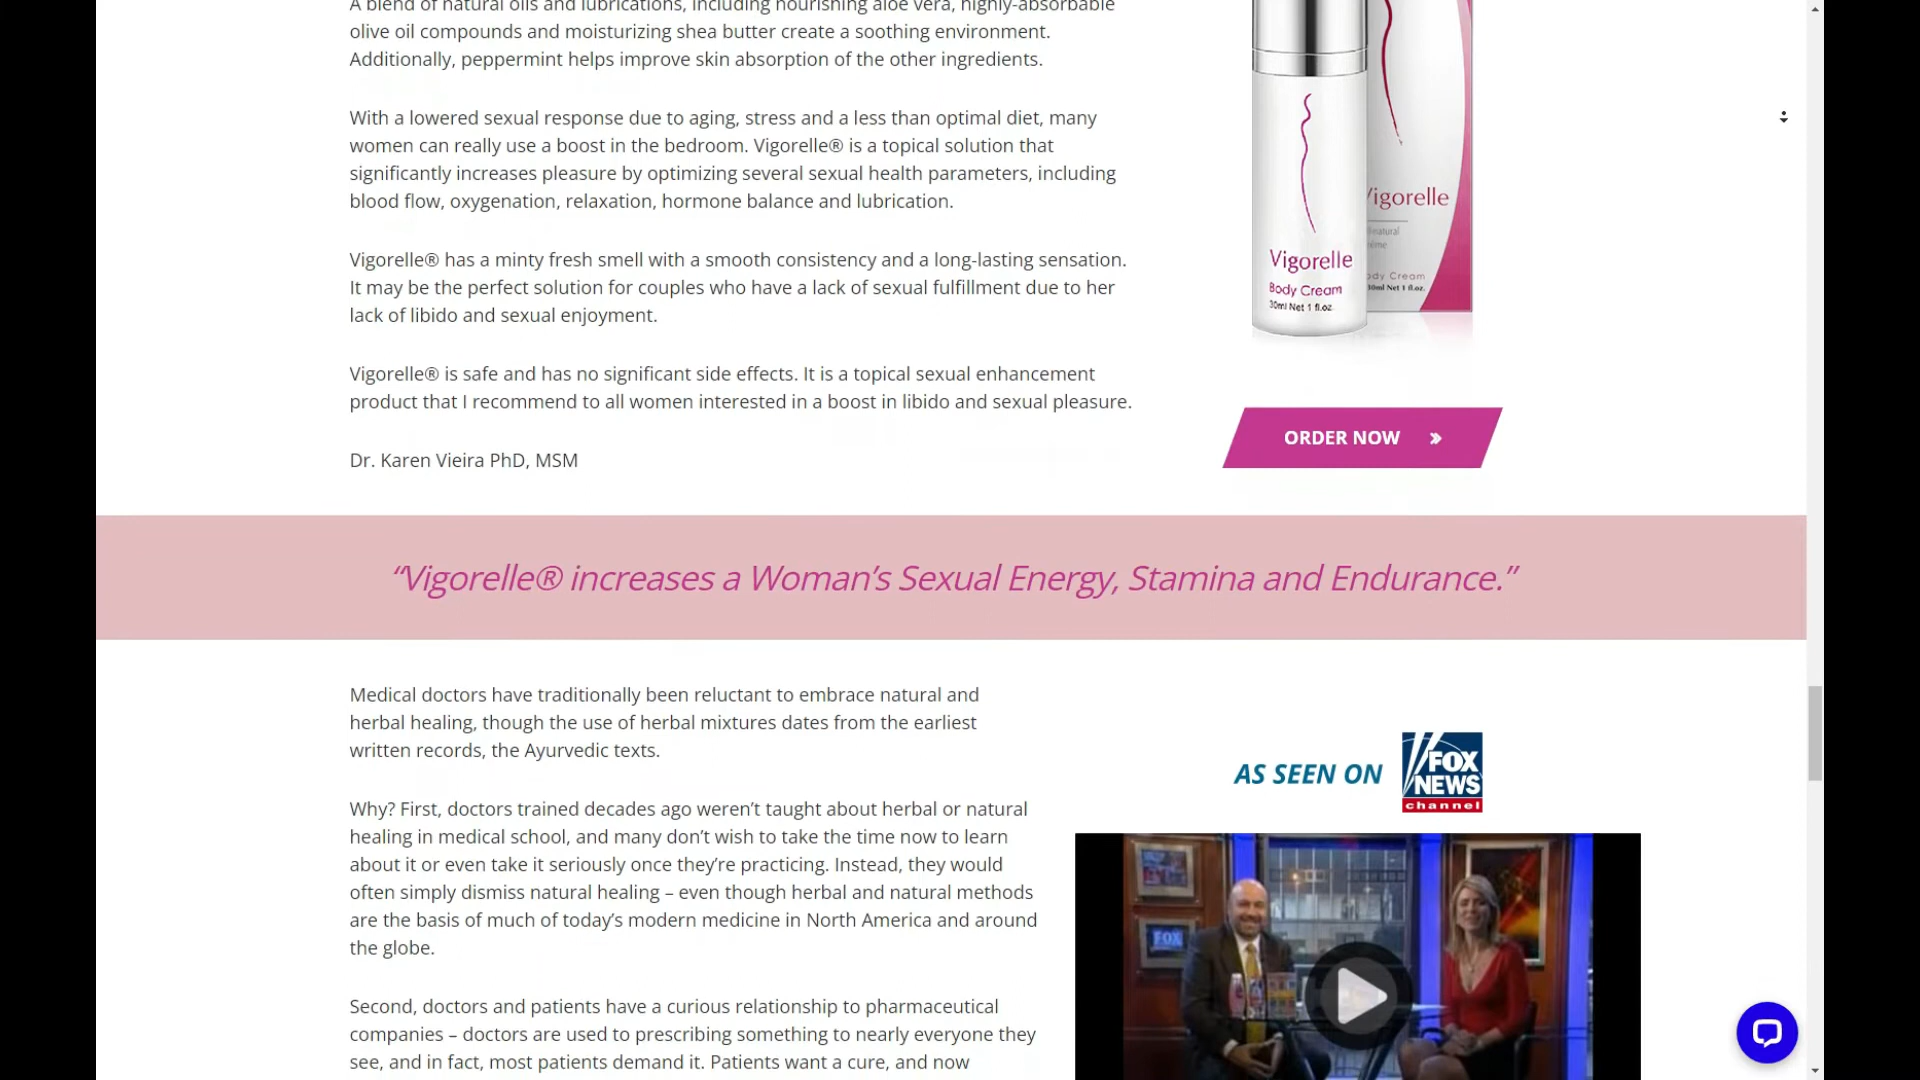 A blend of natural oils and lubrications, including nourishing aloe vera, highly-absorbable
olive oil compounds and moisturizing shea butter create a soothing environment.
Additionally, peppermint helps improve skin absorption of the other ingredients.
With a lowered sexual response due to aging, stress and a less than optimal diet, many
women can really use a boost in the bedroom. Vigorelle® is a topical solution that
significantly increases pleasure by optimizing several sexual health parameters, including
blood flow, oxygenation, relaxation, hormone balance and lubrication.
Vigorelle® has a minty fresh smell with a smooth consistency and a long-lasting sensation.
It may be the perfect solution for couples who have a lack of sexual fulfillment due to her
lack of libido and sexual enjoyment.
Vigorelle® is safe and has no significant side effects. It is a topical sexual enhancement
product that I recommend to all women interested in a boost in libido and sexual pleasure.
Dr. Karen Vieira PhD, MSM
Vigorelle
Body Cream
30ml Net 1 fl.oz.
Vigorelle
Body Cream
30ml Net 1 fl.oz.
ORDER NOW
“Vigorelle® increases a Woman’s Sexual Energy, Stamina and Endurance.”
Medical doctors have traditionally been reluctant to embrace natural and
herbal healing, though the use of herbal mixtures dates from the earliest
written records, the Ayurvedic texts.
Why? First, doctors trained decades ago weren’t taught about herbal or natural
healing in medical school, and many don’t wish to take the time now to learn
about it or even take it seriously once they’re practicing. Instead, they would
often simply dismiss natural healing – even though herbal and natural methods
are the basis of much of today’s modern medicine in North America and around
the globe.
Second, doctors and patients have a curious relationship to pharmaceutical
companies – doctors are used to prescribing something to nearly everyone they
see, and in fact, most patients demand it. Patients want a cure, and now
AS SEEN ON
FOX
NEWS
channel
FOX